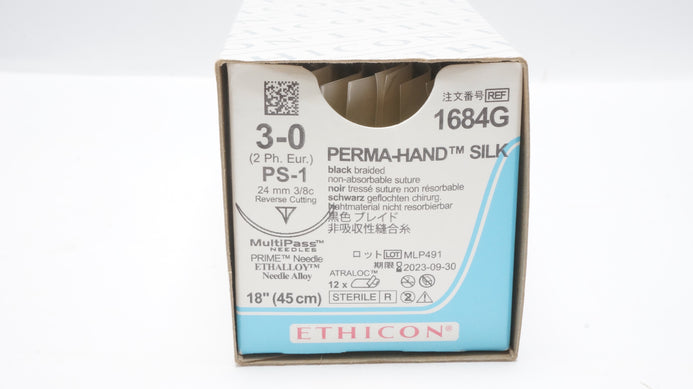 注文番号 REF
1684G
3-0
(2 Ph. Eur.)
PS-1
24 mm 3/8c
Reverse Cutting
MultiPass™
NEEDLES
PRIME™ Needle
ETHALLOY™
Needle Alloy
18" (45 cm)
PERMA-HAND™ SILK
black braided
non-absorbable suture
noir tressé suture non résorbable
schwarz geflochten chirurg.
Nahtmaterial nicht resorbierbar
黒色 ブレイド
非吸収性縫合糸
ロット LOT MLP491
期限 2023-09-30
ATRALOC™
12 x
STERILE R 2
ETHICON®